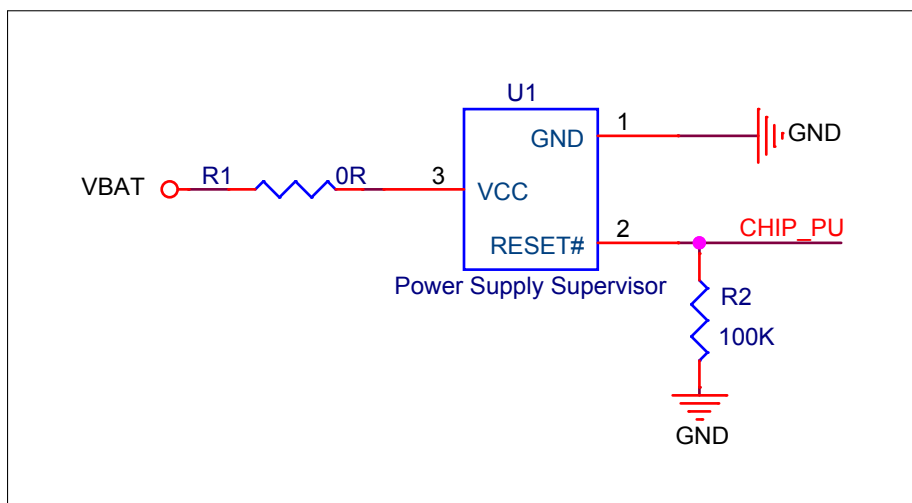 U1
1
GND
GND
VBAT
R1
0R
3
VCC
2
CHIP_PU
RESET#
Power Supply Supervisor
R2
100K
GND